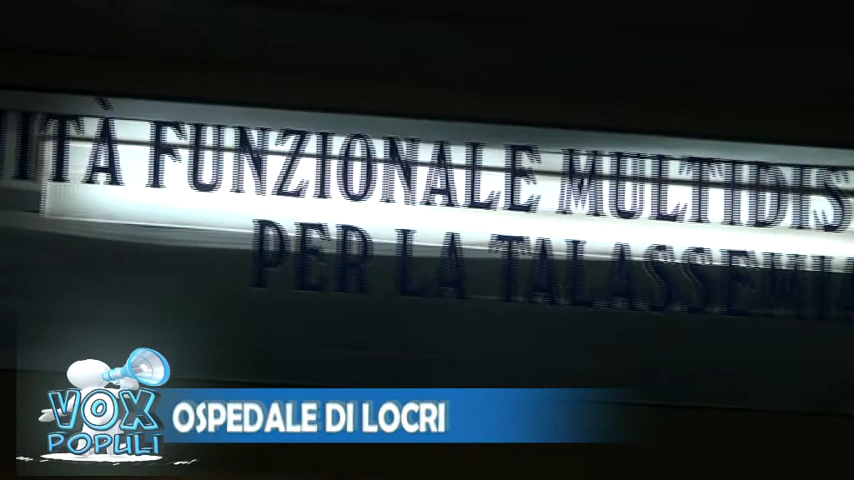 ITÀ FUNZIONALE MULTIDIS
PER LA TALASSEMIA
VOX
POPULI
OSPEDALE DI LOCRI